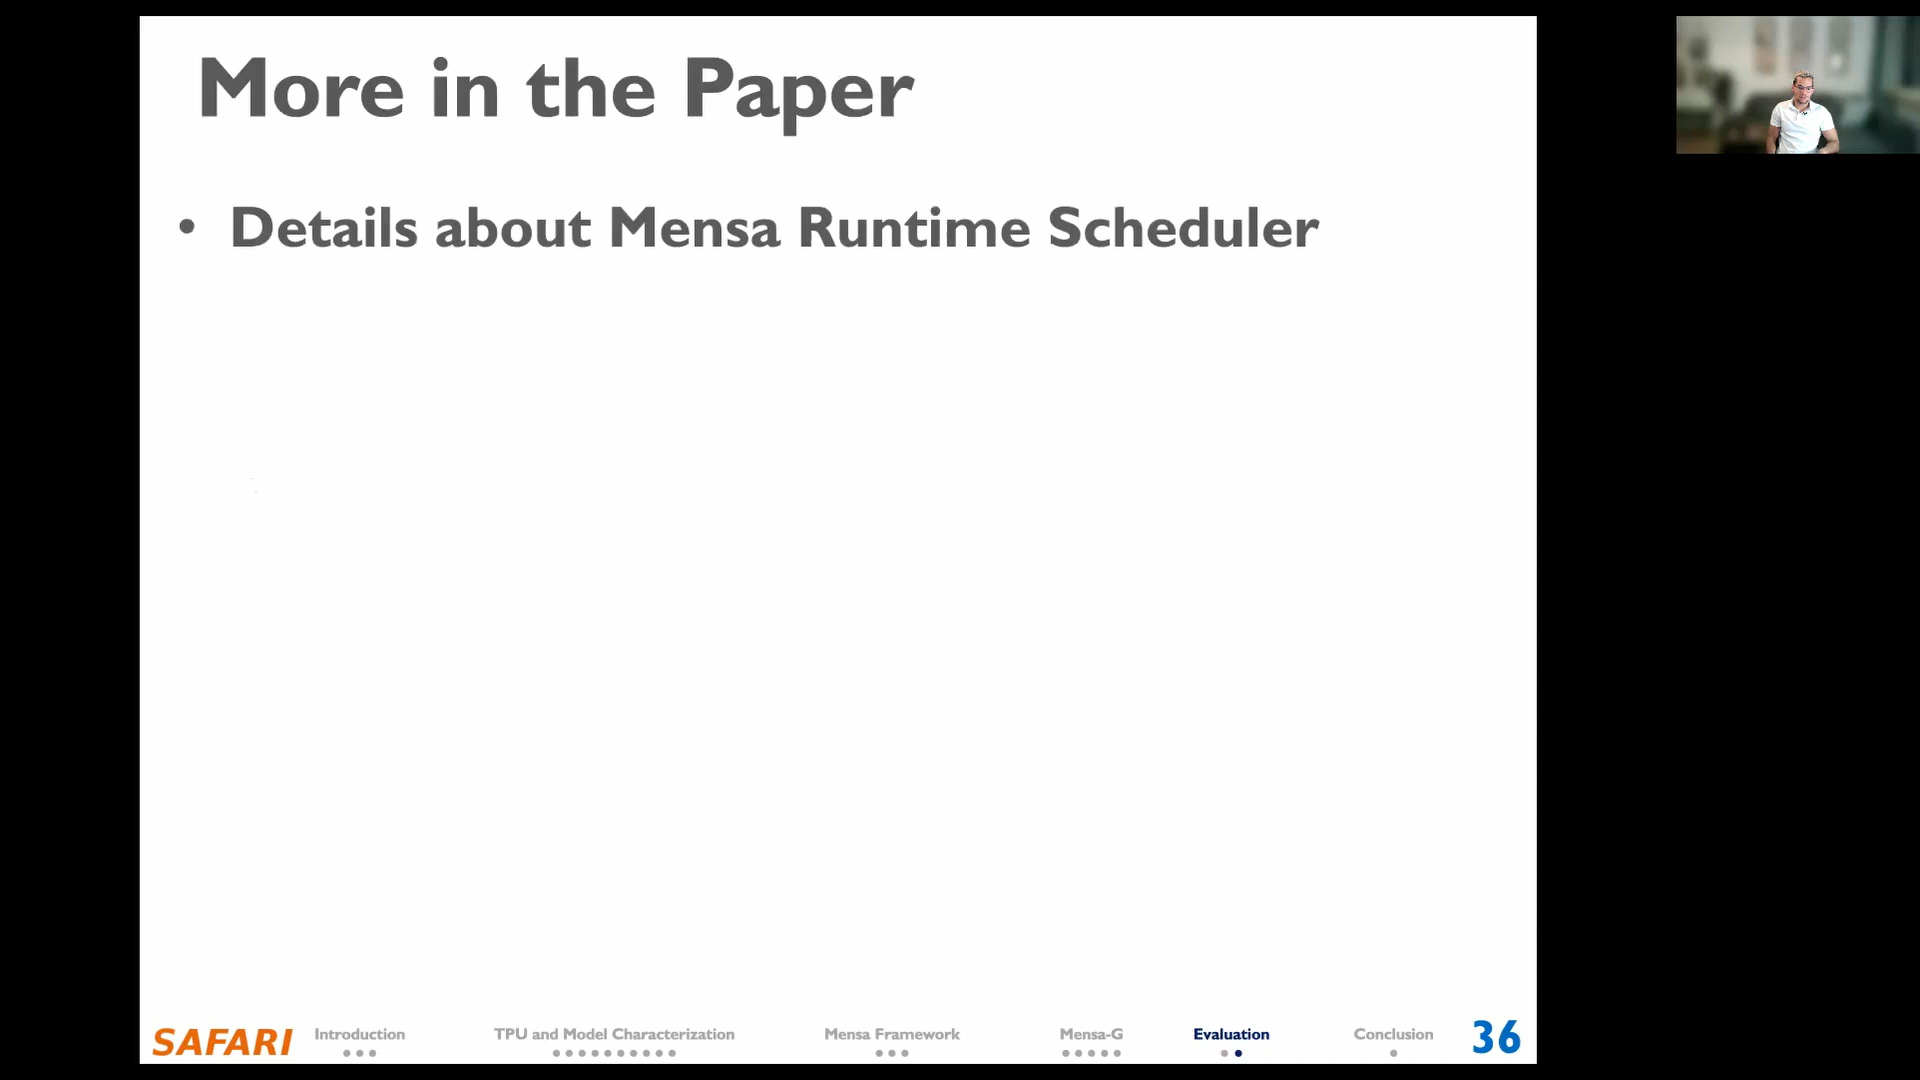 More in the Paper
• Details about Mensa Runtime Scheduler
SAFARI
Introduction
TPU and Model Characterization
Mensa Framework
Mensa-G
Evaluation
Conclusion
36